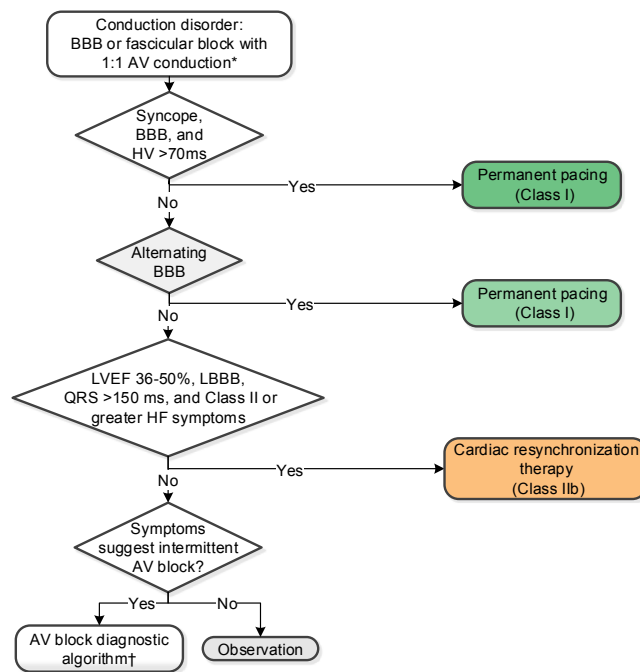 Conduction disorder:
BBB or fascicular block with
1:1 AV conduction*
Syncope,
BBB, and
HV >70ms
Yes
Permanent pacing
(Class I)
No
Alternating
BBB
Yes
Permanent pacing
(Class I)
No
LVEF 36-50%, LBBB,
QRS >150 ms, and Class II or
greater HF symptoms
Yes
Cardiac resynchronization
therapy
(Class IIb)
No
Symptoms
suggest intermittent
AV block?
Yes
No
AV block diagnostic
algorithm†
Observation